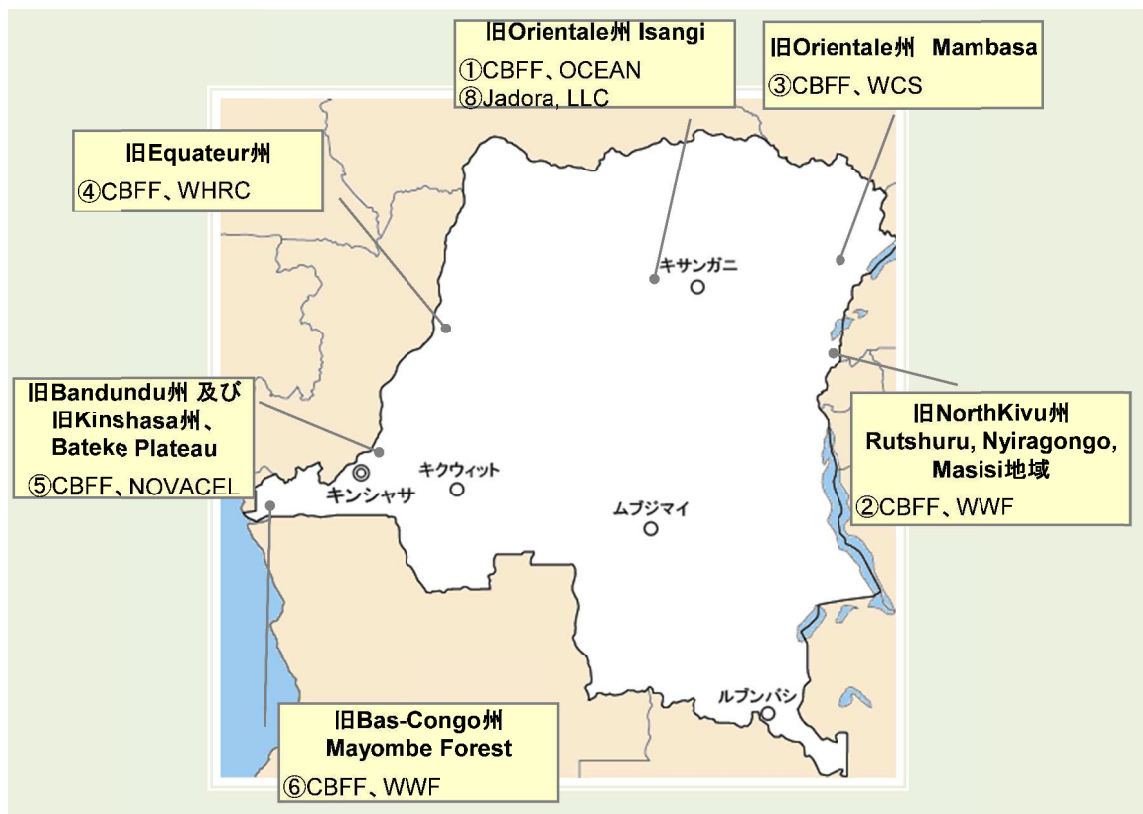 旧Orientale州 Isangi
①CBFF、OCEAN
⑧Jadora, LLC
旧Orientale州 Mambasa
③CBFF、WCS
旧Equateur州
④CBFF、WHRC
キサンガニ
旧Bandundu州 及び
旧Kinshasa州、
Bateke Plateau
⑤CBFF、NOVACEL
旧NorthKivu州
Rutshuru, Nyiragongo,
Masisi地域
②CBFF、WWF
キンシャサ
キクウィット
ムブジマイ
ルブンバシ
旧Bas-Congo州
Mayombe Forest
⑥CBFF、WWF